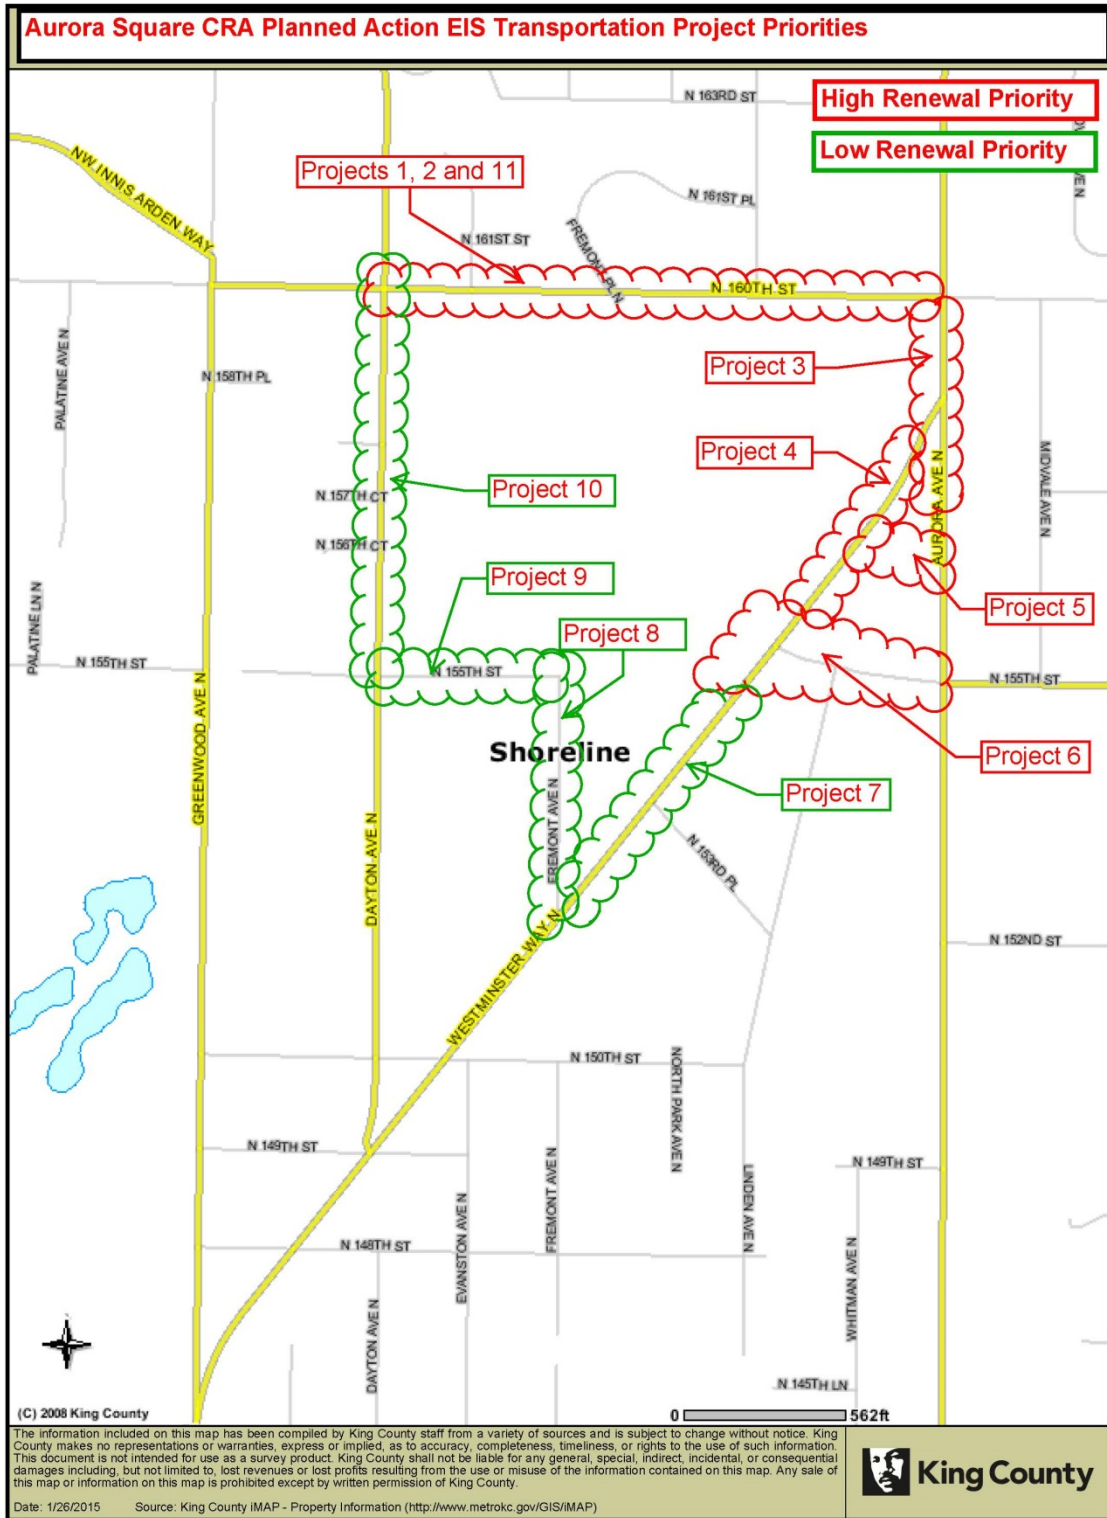 Aurora Square CRA Planned Action EIS Transportation Project Priorities
High Renewal Priority
Low Renewal Priority
N 163RD ST
NW INNIS ARDEN WAY
Projects 1, 2 and 11
N 161ST PL
N 161ST ST
FREMONT PL N
N 160TH ST
PALATINE AVE N
N 158TH PL
Project 3
Project 4
MIDVALE AVE N
AURORA AVE N
N 157TH CT
Project 10
N 156TH CT
Project 9
Project 5
PALATINE LN N
Project 8
N 155TH ST
N 155TH ST
N 155TH ST
GREENWOOD AVE N
Shoreline
Project 6
Project 7
FREMONT AVE N
DAYTON AVE N
N 153RD PL
WESTMINSTER WAY N
N 152ND ST
N 150TH ST
NORTH PARK AVE N
N 149TH ST
N 149TH ST
FREMONT AVE N
LINDEN AVE N
EVANSTON AVE N
N 148TH ST
WHITMAN AVE N
DAYTON AVE N
N 145TH LN
(C) 2008 King County
0 562ft
The information included on this map has been compiled by King County staff from a variety of sources and is subject to change without notice. King
County makes no representations or warranties, express or implied, as to accuracy, completeness, timeliness, or rights to the use of such information.
This document is not intended for use as a survey product. King County shall not be liable for any general, special, indirect, incidental, or consequential
damages including, but not limited to, lost revenues or lost profits resulting from the use or misuse of the information contained on this map. Any sale of
this map or information on this map is prohibited except by written permission of King County.
King County
Date: 1/26/2015 Source: King County iMAP - Property Information (http://www.metrokc.gov/GIS/iMAP)